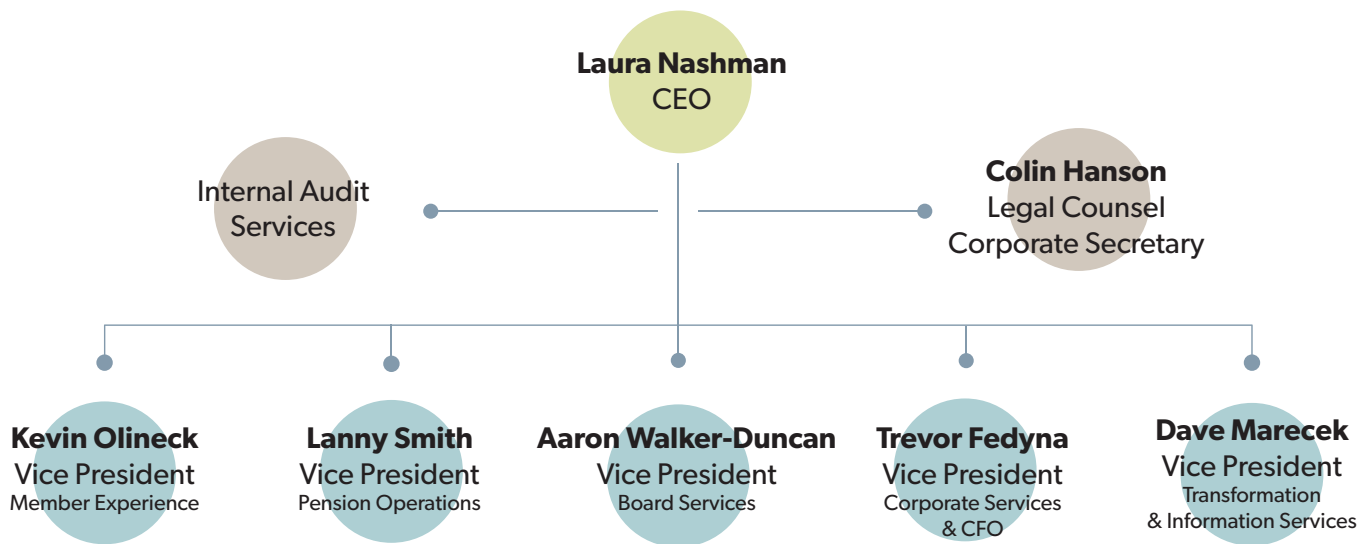 Laura Nashman
CEO
Internal Audit
Services
Colin Hanson
Legal Counsel
Corporate Secretary
Kevin Olineck
Vice President
Member Experience
Lanny Smith
Vice President
Pension Operations
Aaron Walker-Duncan
Vice President
Board Services
Trevor Fedyna
Vice President
Corporate Services
& CFO
Dave Marecek
Vice President
Transformation
& Information Services